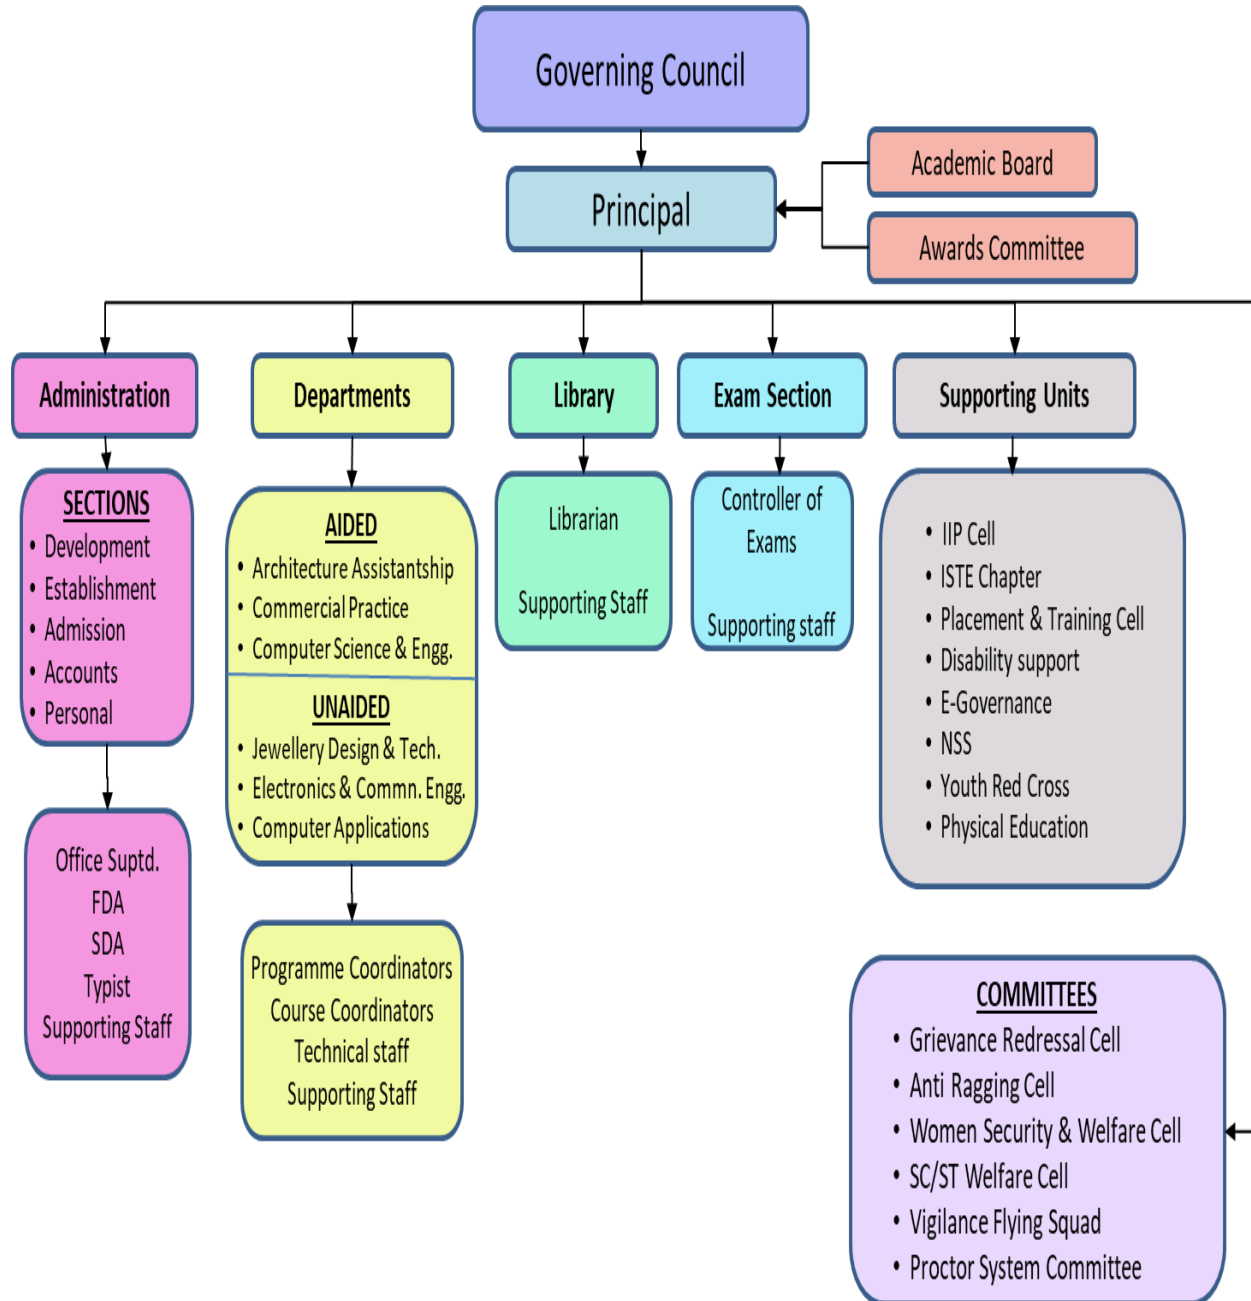 Governing Council
Principal
Academic Board
Awards Committee
Administration
Departments
Library
Exam Section
Supporting Units
SECTIONS
• Development
• Establishment
• Admission
• Accounts
• Personal
Office Suptd.
FDA
SDA
Typist
Supporting Staff
AIDED
• Architecture Assistantship
• Commercial Practice
• Computer Science & Engg.
UNAIDED
• Jewellery Design & Tech.
• Electronics & Commn. Engg.
• Computer Applications
Programme Coordinators
Course Coordinators
Technical staff
Supporting Staff
Librarian
Supporting Staff
Controller of
Exams
Supporting staff
• IIP Cell
• ISTE Chapter
• Placement & Training Cell
• Disability support
• E-Governance
• NSS
• Youth Red Cross
• Physical Education
COMMITTEES
• Grievance Redressal Cell
• Anti Ragging Cell
• Women Security & Welfare Cell
• SC/ST Welfare Cell
• Vigilance Flying Squad
• Proctor System Committee